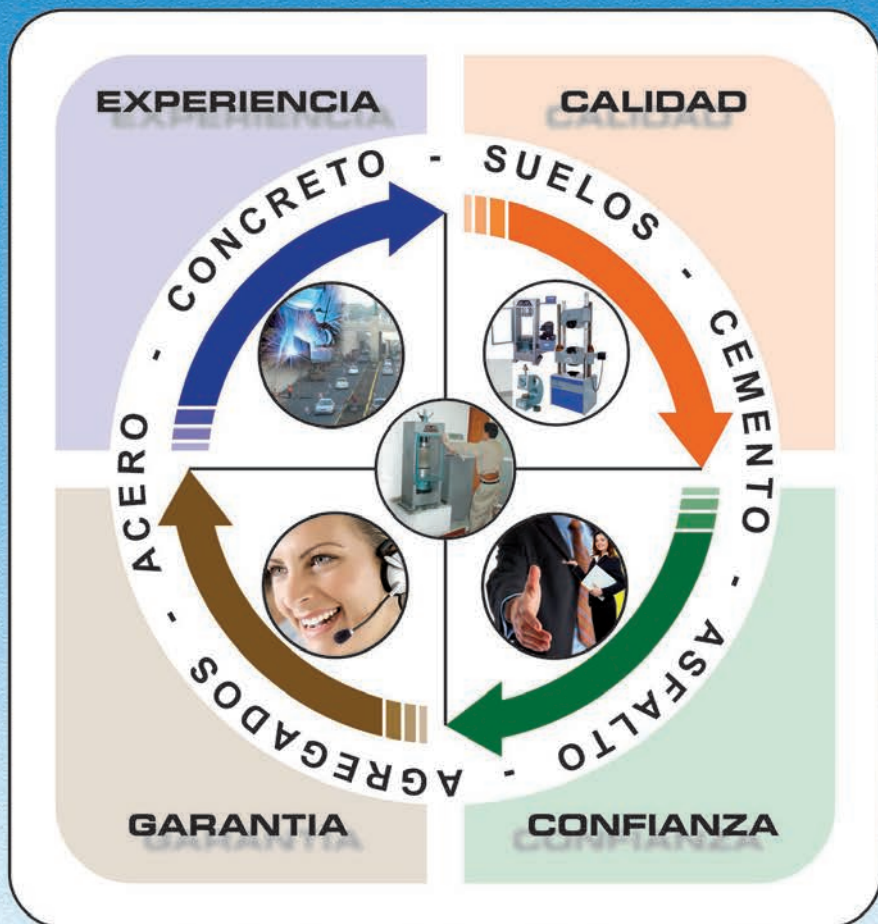 EXPERIENCIA
CALIDAD
CONCRETO - SUELOS - CEMENTO - ASFALTO - AGREGADOS - ACERO -
GARANTIA
CONFIANZA